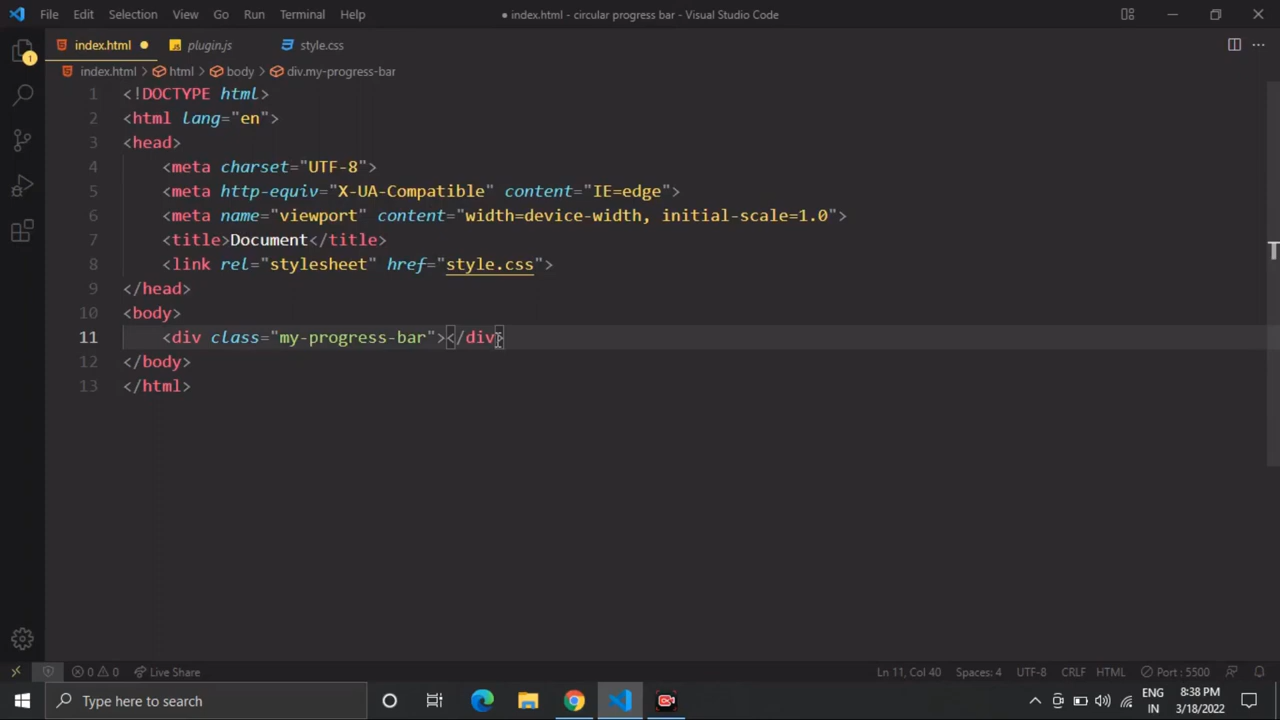 File Edit Selection View Go Run Terminal Help
● index.html - circular progress bar - Visual Studio Code
index.html ● plugin.js style.css
index.html > html > body > div.my-progress-bar
1 <!DOCTYPE html>
2 <html lang="en">
3 <head>
4 <meta charset="UTF-8">
5 <meta http-equiv="X-UA-Compatible" content="IE=edge">
6 <meta name="viewport" content="width=device-width, initial-scale=1.0">
7 <title>Document</title>
8 <link rel="stylesheet" href="style.css">
9 </head>
10 <body>
11 <div class="my-progress-bar"></div>
12 </body>
13 </html>
1
JS
T
0 0 Live Share Ln 11, Col 40 Spaces: 4 UTF-8 CRLF HTML Port : 5500
Type here to search
ENG
IN
8:38 PM
3/18/2022